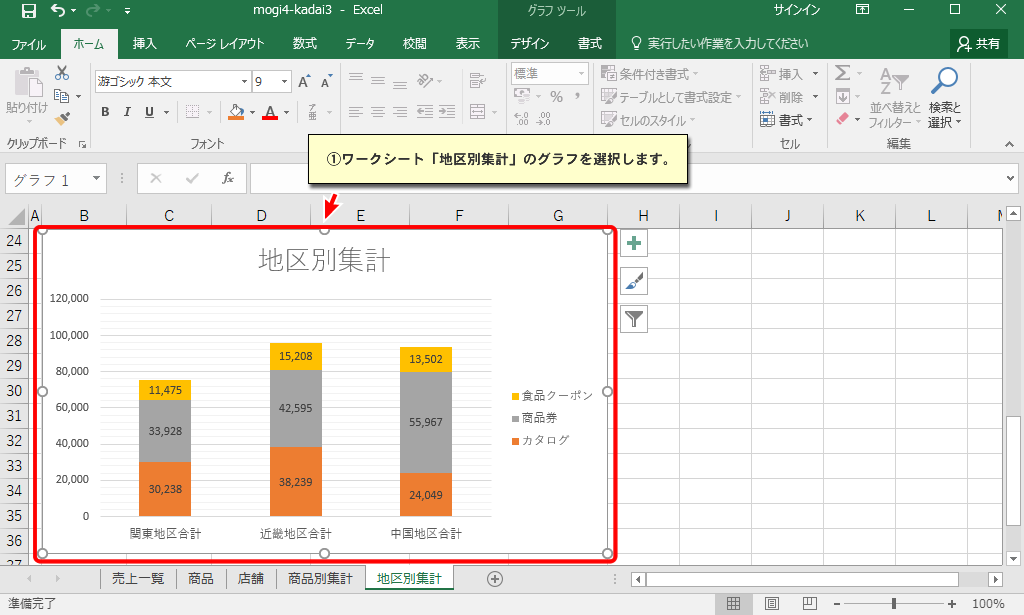 mogi4-kadai3 - Excel
グラフ ツール
サインイン
ファイル ホーム 挿入 ページ レイアウト 数式 データ 校閲 表示 デザイン 書式 実行したい作業を入力してください 共有
貼り付け
游ゴシック 本文 9
B I U
標準
条件付き書式
テーブルとして書式設定
セルのスタイル
挿入
削除
書式
並べ替えと
フィルター
検索と
選択
クリップボード フォント セル 編集
①ワークシート「地区別集計」のグラフを選択します。
グラフ 1
fx
A B C D E F G H I J K L
24
25
26
27
28
29
30
31
32
33
34
35
36
37
地区別集計
120,000
100,000
80,000
60,000
40,000
20,000
0
11,475
33,928
30,238
15,208
42,595
38,239
13,502
55,967
24,049
関東地区合計 近畿地区合計 中国地区合計
食品クーポン
商品券
カタログ
売上一覧 商品 店舗 商品別集計 地区別集計
準備完了
100%